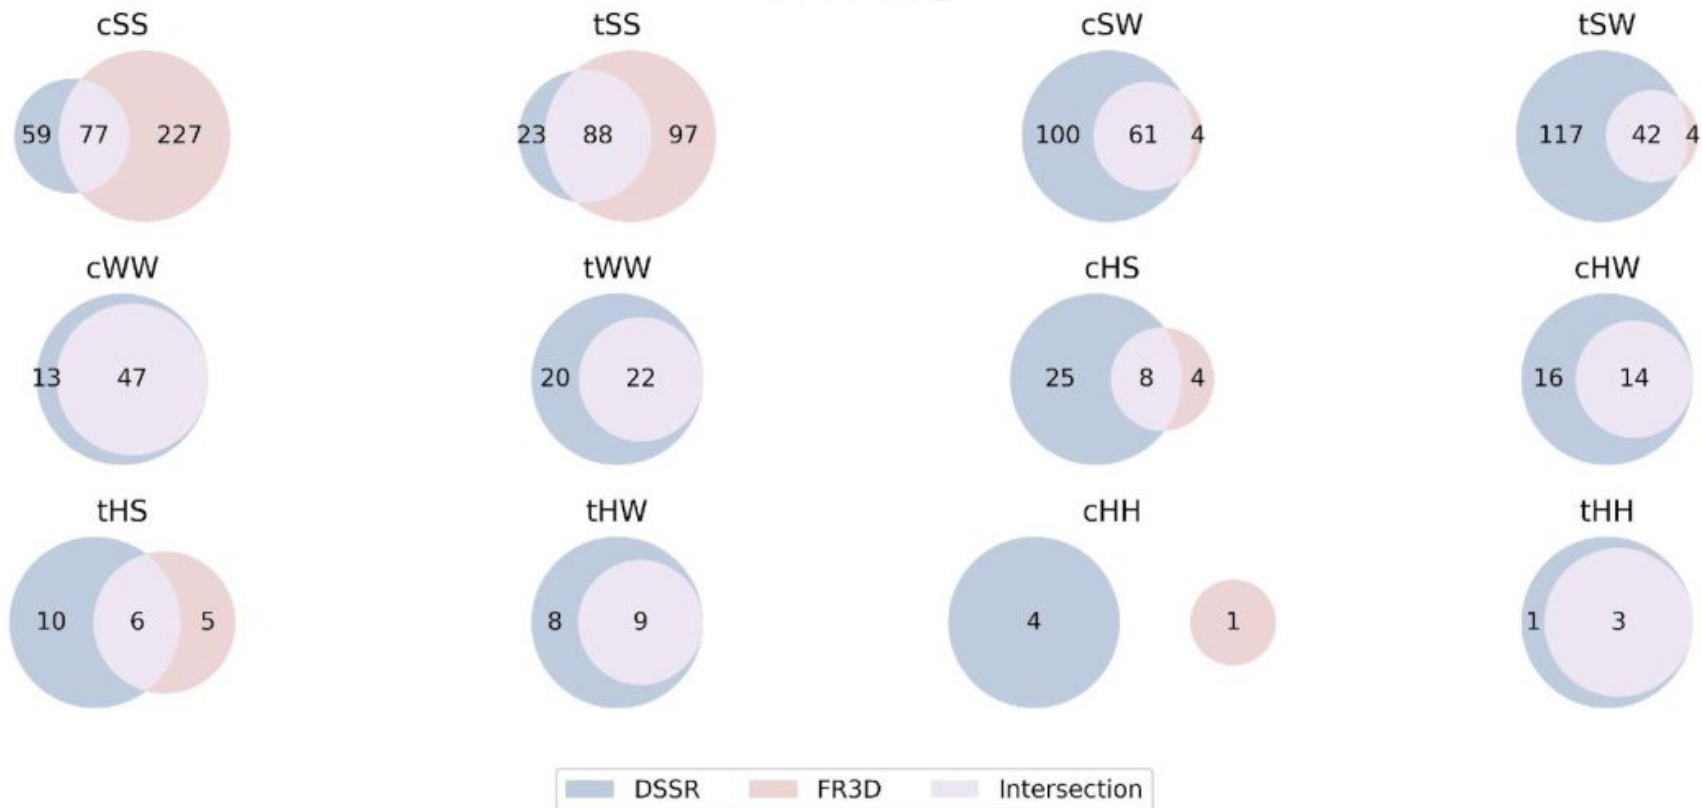 cSS tSS cSW tSW
59 77 227 23 88 97 100 61 4 117 42 4
cWW tWW cHS cHW
13 47 20 22 25 8 4 16 14
tHS tHW cHH tHH
10 6 5 8 9 4 1 1 3
DSSR FR3D Intersection